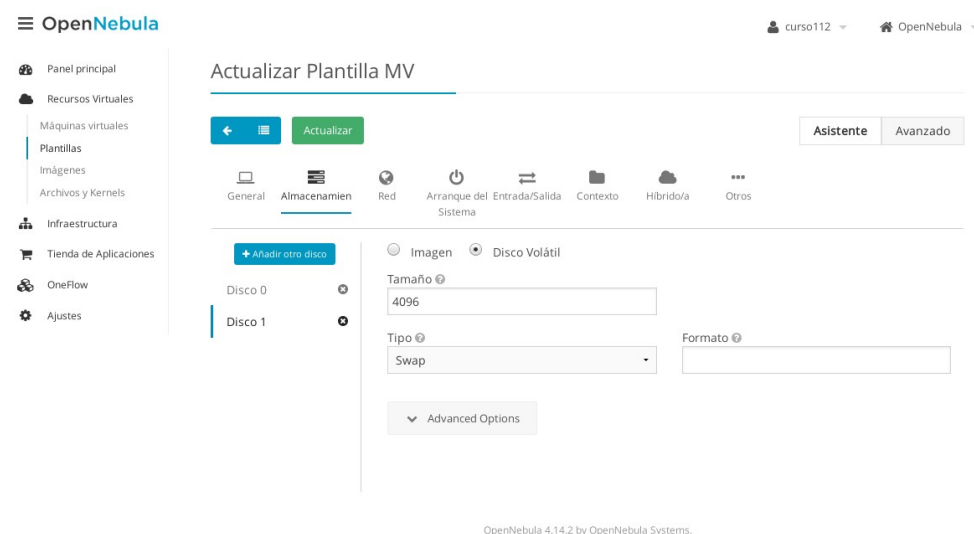 OpenNebula
curso112
OpenNebula
Panel principal
Recursos Virtuales
Máquinas virtuales
Plantillas
Imágenes
Archivos y Kernels
Infraestructura
Tienda de Aplicaciones
OneFlow
Ajustes
Actualizar Plantilla MV
Actualizar
Asistente
Avanzado
General
Almacenamien
Red
Arranque del
Sistema
Entrada/Salida
Contexto
Híbrido/a
Otros
+ Añadir otro disco
Disco 0
Disco 1
Imagen
Disco Volátil
Tamaño
4096
Tipo
Swap
Formato
Advanced Options
OpenNebula 4.14.2 by OpenNebula Systems.